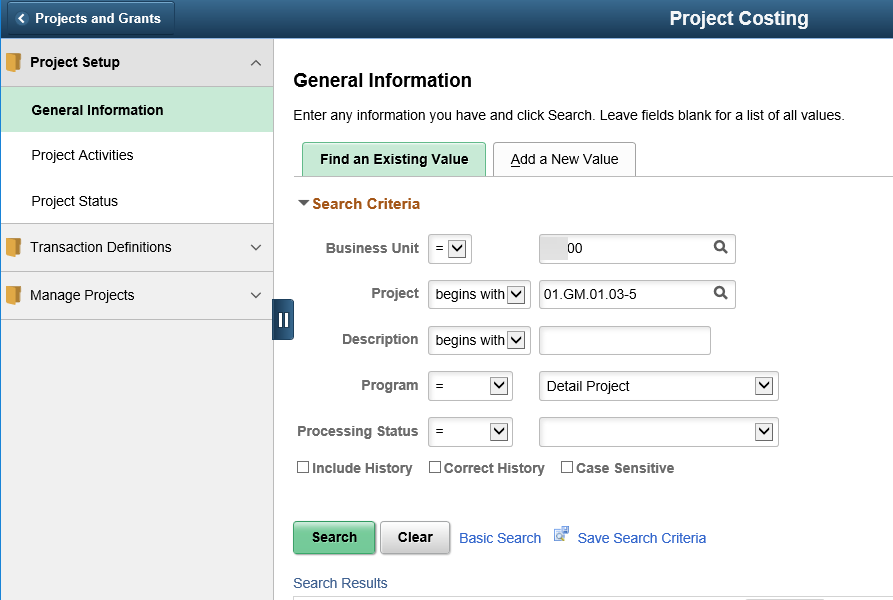 Projects and Grants
Project Costing
Project Setup
General Information
Project Activities
Project Status
Transaction Definitions
Manage Projects
General Information
Enter any information you have and click Search. Leave fields blank for a list of all values.
Find an Existing Value
Add a New Value
Search Criteria
Business Unit = 00
Project begins with 01.GM.01.03-5
Description begins with
Program = Detail Project
Processing Status =
Include History Correct History Case Sensitive
Search Clear Basic Search Save Search Criteria
Search Results